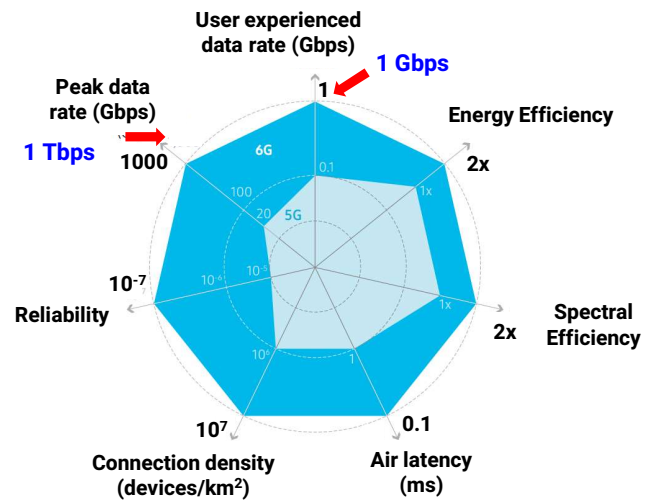 User experienced
data rate (Gbps)
1 Gbps
1
Peak data
rate (Gbps)
1 Tbps
1000
Energy Efficiency
2x
6G
0.1
100
1x
20
5G
10⁻⁷
10⁻⁶
10⁻⁵
Reliability
1x
2x
Spectral
Efficiency
10⁶
1
10⁷
0.1
Connection density
(devices/km²)
Air latency
(ms)